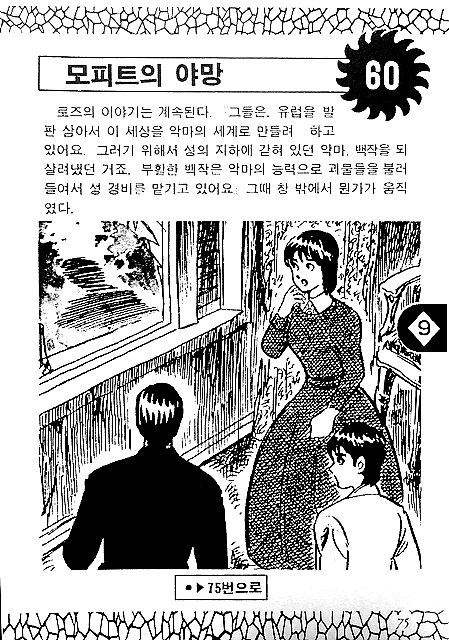 모피트의 야망
60
로즈의 이야기는 계속된다. 「그들은, 유럽을 발
판 삼아서 이 세상을 악마의 세계로 만들려 하고
있어요. 그러기 위해서 성의 지하에 갇혀 있던 악마, 백작을 되
살려냈던 거죠. 부활한 백작은 악마의 능력으로 괴물들을 불러
들여서 성 경비를 맡기고 있어요」 그때 창 밖에서 뭔가가 움직
였다.
9
●▶75번으로
75